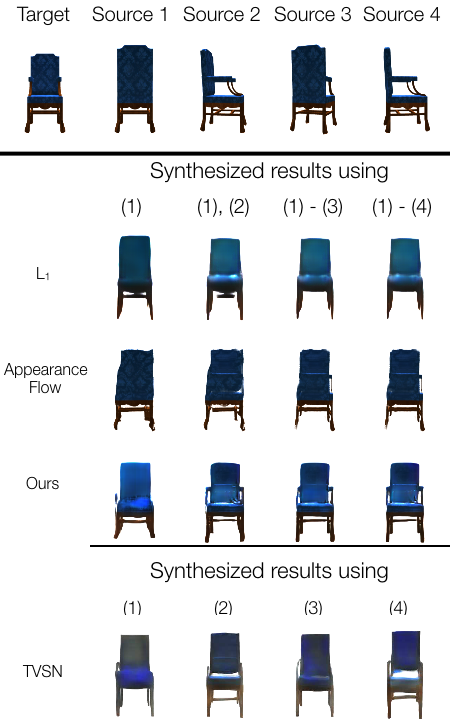 Target Source 1 Source 2 Source 3 Source 4
Synthesized results using
(1) (1), (2) (1) - (3) (1) - (4)
L₁
Appearance
Flow
Ours
Synthesized results using
(1) (2) (3) (4)
TVSN